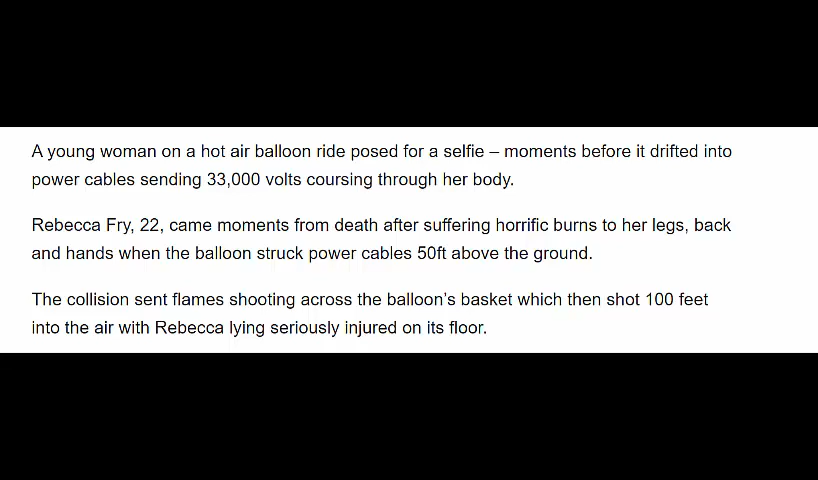 A young woman on a hot air balloon ride posed for a selfie – moments before it drifted into
power cables sending 33,000 volts coursing through her body.
Rebecca Fry, 22, came moments from death after suffering horrific burns to her legs, back
and hands when the balloon struck power cables 50ft above the ground.
The collision sent flames shooting across the balloon’s basket which then shot 100 feet
into the air with Rebecca lying seriously injured on its floor.